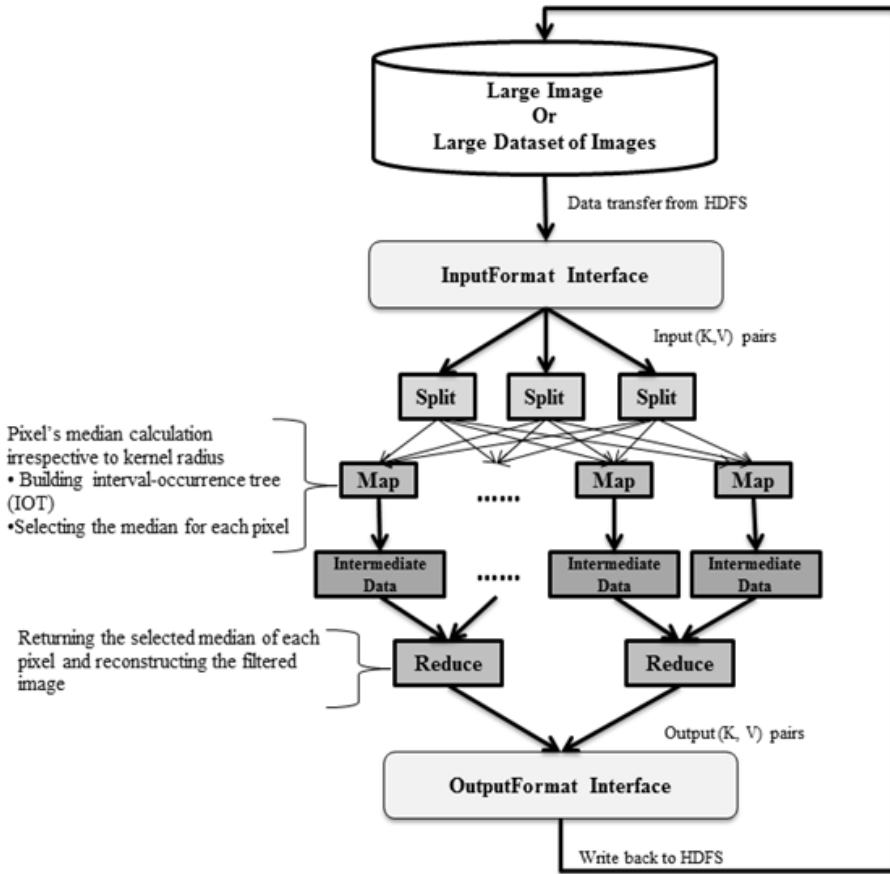 Large Image
Or
Large Dataset of Images
Data transfer from HDFS
InputFormat Interface
Input (K,V) pairs
Split
Split
Split
Pixel's median calculation
irrespective to kernel radius
• Building interval-occurrence tree
(IOT)
•Selecting the median for each pixel
Map
......
Map
Map
Intermediate
Data
......
Intermediate
Data
Intermediate
Data
Returning the selected median of each
pixel and reconstructing the filtered
image
Reduce
Reduce
Output (K, V) pairs
OutputFormat Interface
Write back to HDFS